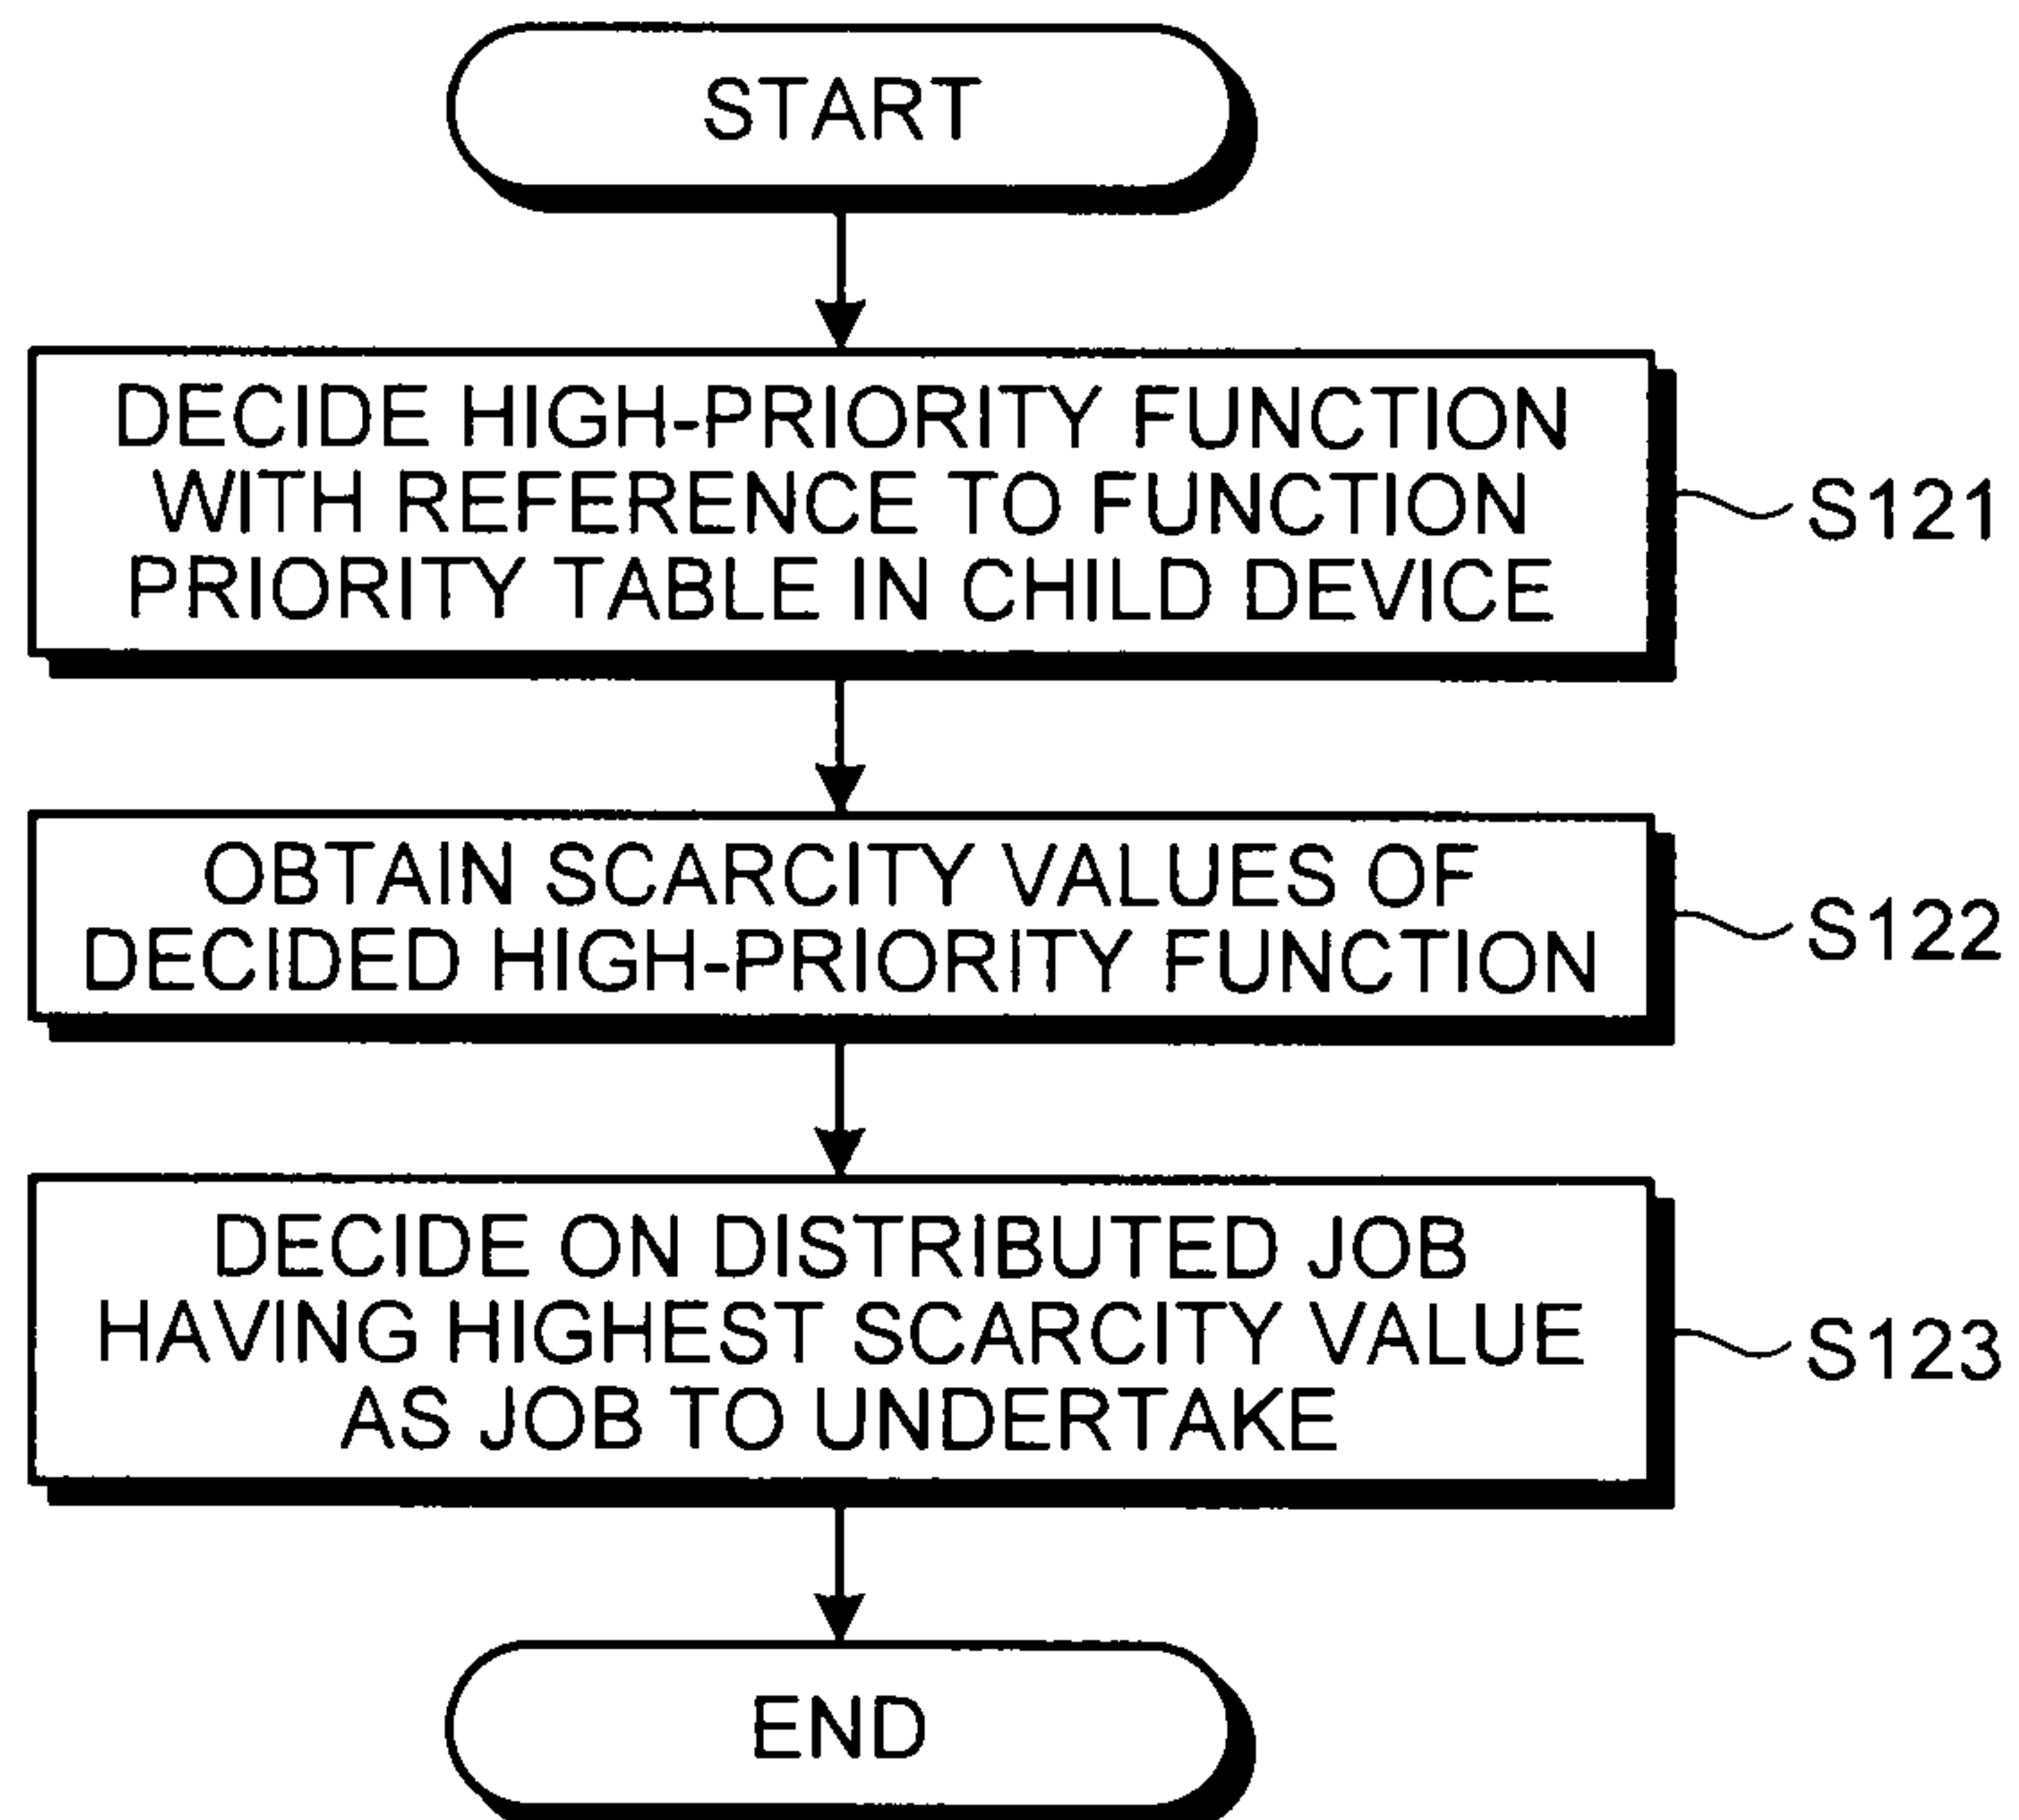 START
DECIDE HIGH-PRIORITY FUNCTION
WITH REFERENCE TO FUNCTION
PRIORITY TABLE IN CHILD DEVICE
S121
OBTAIN SCARCITY VALUES OF
DECIDED HIGH-PRIORITY FUNCTION
S122
DECIDE ON DISTRIBUTED JOB
HAVING HIGHEST SCARCITY VALUE
AS JOB TO UNDERTAKE
S123
END